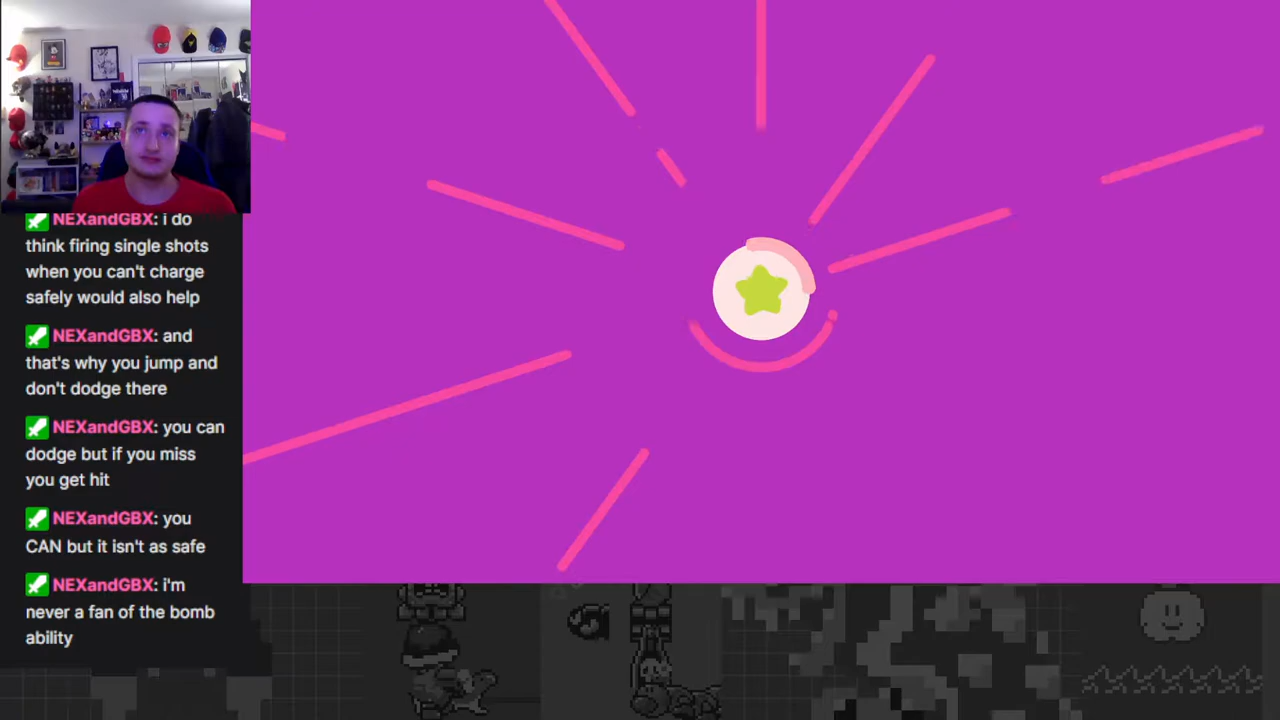 NEXandGBX: i do
think firing single shots
when you can't charge
safely would also help
NEXandGBX: and
that's why you jump and
don't dodge there
NEXandGBX: you can
dodge but if you miss
you get hit
NEXandGBX: you
CAN but it isn't as safe
NEXandGBX: i'm
never a fan of the bomb
ability